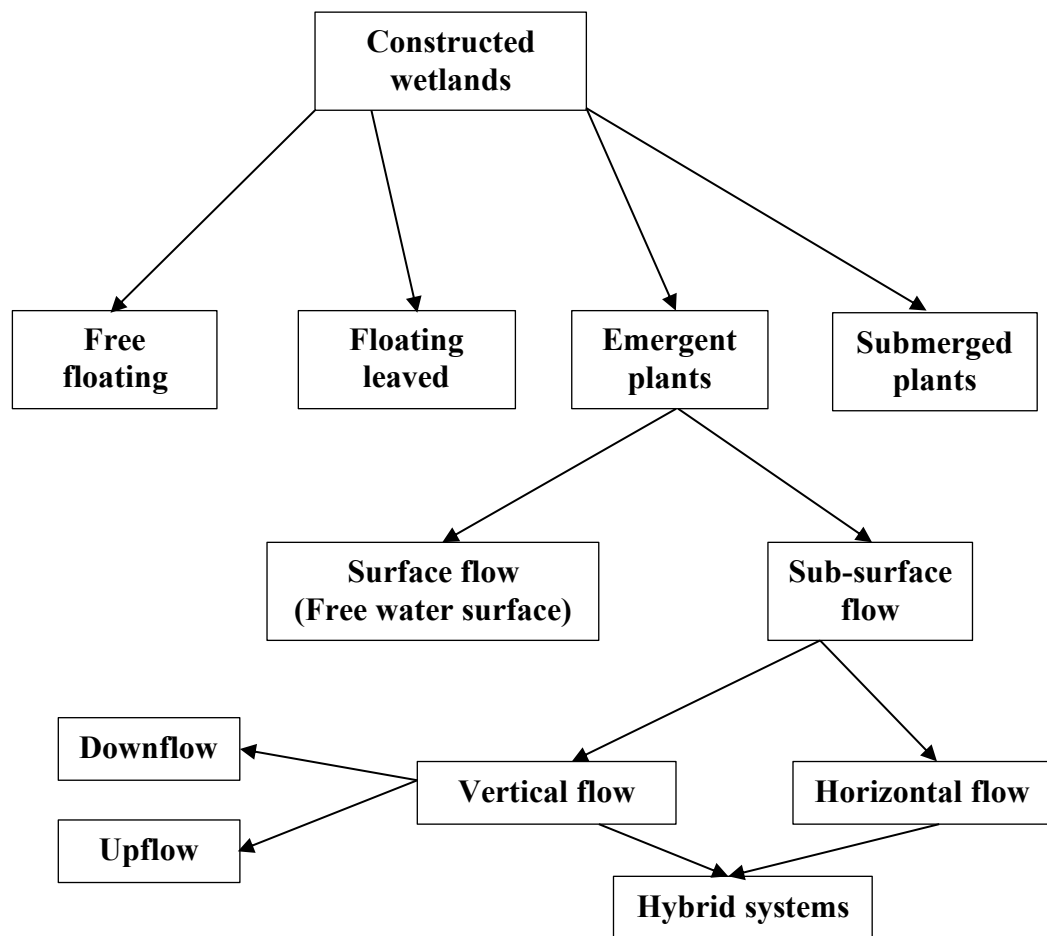 Constructed
wetlands
Free
floating
Floating
leaved
Emergent
plants
Submerged
plants
Surface flow
(Free water surface)
Sub-surface
flow
Downflow
Vertical flow
Horizontal flow
Upflow
Hybrid systems